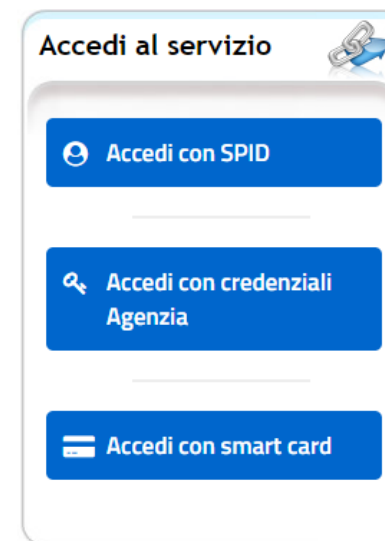 Accedi al servizio
Accedi con SPID
Accedi con credenziali
Agenzia
Accedi con smart card